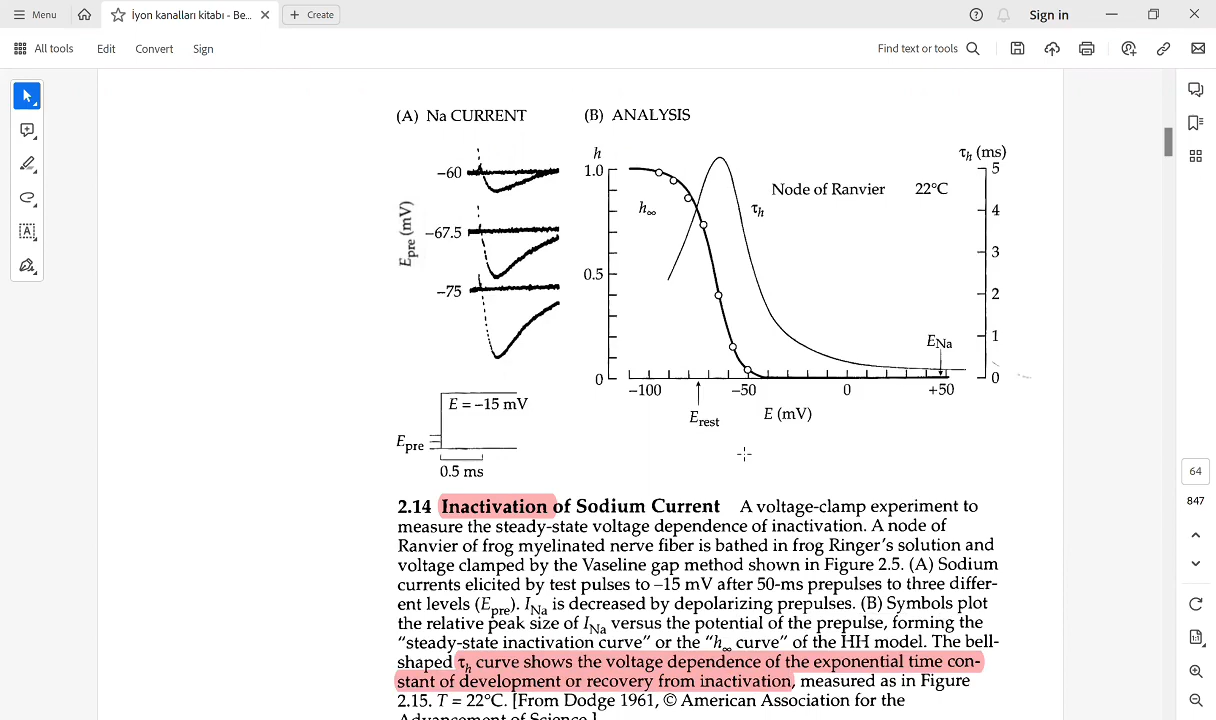 Menu
İyon kanalları kitabı - Be...
Create
Sign in
All tools
Edit
Convert
Sign
Find text or tools
(A) Na CURRENT
(B) ANALYSIS
h
τh (ms)
−60
1.0
5
Node of Ranvier
22°C
h∞
τh
4
Epre (mV)
−67.5
3
0.5
−75
2
1
ENa
0
0
−100
−50
0
+50
E = −15 mV
Erest
E (mV)
Epre
0.5 ms
64
847
2.14 Inactivation of Sodium Current A voltage-clamp experiment to
measure the steady-state voltage dependence of inactivation. A node of
Ranvier of frog myelinated nerve fiber is bathed in frog Ringer's solution and
voltage clamped by the Vaseline gap method shown in Figure 2.5. (A) Sodium
currents elicited by test pulses to −15 mV after 50-ms prepulses to three differ-
ent levels (Epre). INa is decreased by depolarizing prepulses. (B) Symbols plot
the relative peak size of INa versus the potential of the prepulse, forming the
"steady-state inactivation curve" or the "h∞ curve" of the HH model. The bell-
shaped τh curve shows the voltage dependence of the exponential time con-
stant of development or recovery from inactivation, measured as in Figure
2.15. T = 22°C. [From Dodge 1961, © American Association for the
Advancement of Science.]